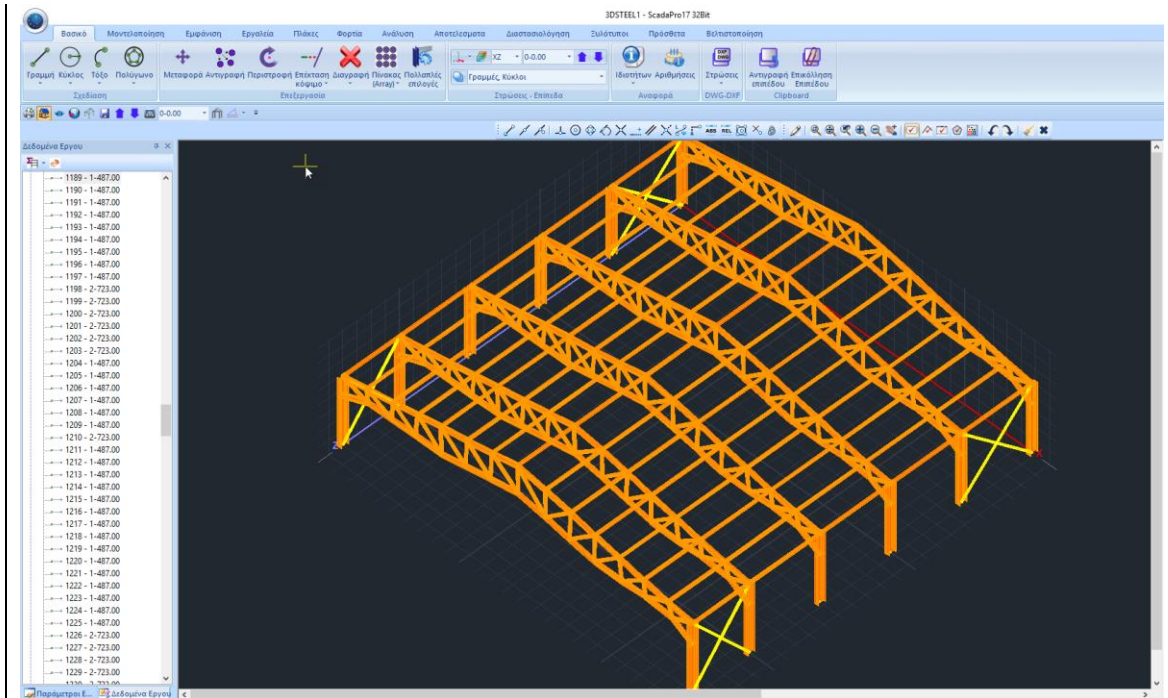 3DSTEEL1 - ScadaPro17 32Bit
Βασικό Μοντελοποίηση Εμφάνιση Εργαλεία Πλάκες Φορτία Ανάλυση Αποτελεσματα Διαστασιολόγηση Ξυλότυποι Πρόσθετα Βελτιστοποίηση
Γραμμή Κύκλος Τόξο Πολύγωνο
Σχεδίαση
Μεταφορά Αντιγραφή Περιστροφή Επέκταση κόψιμο Διαγραφή Πίνακας (Array) Πολλαπλές επιλογές
Επεξεργασία
XZ 0-0.00
Γραμμές, Κύκλοι
Στρώσεις - Επίπεδα
Ιδιοτήτων Αριθμήσεις
Αναφορά
Στρώσεις
DWG-DXF
Αντιγραφή επιπέδου Επικόλληση Επιπέδου
Clipboard
0-0.00
ABS REL
Δεδομένα Εργου
1189 - 1-487.00
1190 - 1-487.00
1191 - 1-487.00
1192 - 1-487.00
1193 - 1-487.00
1194 - 1-487.00
1195 - 1-487.00
1196 - 1-487.00
1197 - 1-487.00
1198 - 2-723.00
1199 - 2-723.00
1200 - 2-723.00
1201 - 2-723.00
1202 - 2-723.00
1203 - 2-723.00
1204 - 1-487.00
1205 - 1-487.00
1206 - 1-487.00
1207 - 1-487.00
1208 - 1-487.00
1209 - 1-487.00
1210 - 2-723.00
1211 - 1-487.00
1212 - 1-487.00
1213 - 1-487.00
1214 - 1-487.00
1215 - 1-487.00
1216 - 1-487.00
1217 - 1-487.00
1218 - 1-487.00
1219 - 1-487.00
1220 - 1-487.00
1221 - 1-487.00
1222 - 1-487.00
1223 - 1-487.00
1224 - 1-487.00
1225 - 1-487.00
1226 - 2-723.00
1227 - 2-723.00
1228 - 2-723.00
1229 - 2-723.00
Παράμετροι Ε... Δεδομένα Εργου